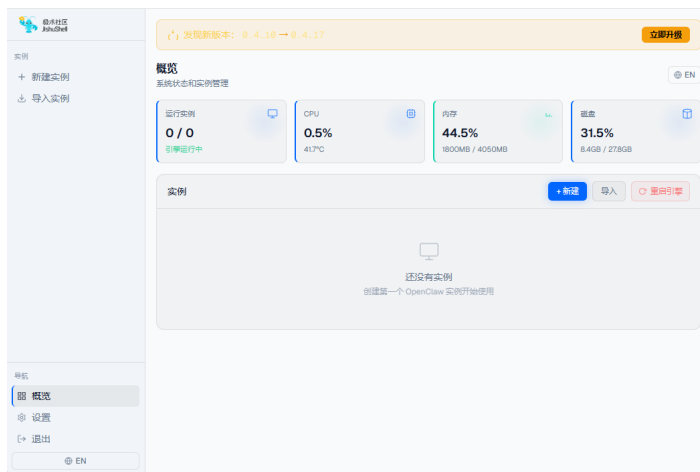 极术社区
JishuShell
实例
+ 新建实例
导入实例
发现新版本： 0.4.10 → 0.4.17
立即升级
概览
系统状态和实例管理
EN
运行实例
0 / 0
引擎运行中
CPU
0.5%
41.7°C
内存
44.5%
1800MB / 4050MB
磁盘
31.5%
8.4GB / 27.8GB
实例
+ 新建
导入
重启引擎
还没有实例
创建第一个 OpenClaw 实例开始使用
导航
概览
设置
退出
EN